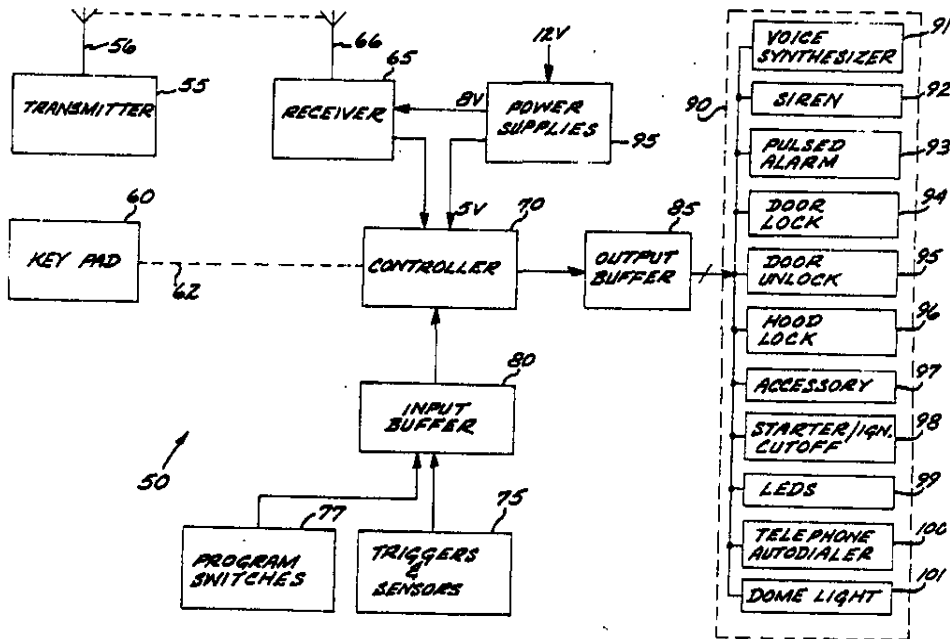 56
TRANSMITTER
55
66
65
RECEIVER
8V
12V
POWER
SUPPLIES
95
60
KEY PAD
62
5V
70
CONTROLLER
85
OUTPUT
BUFFER
80
INPUT
BUFFER
50
77
PROGRAM
SWITCHES
75
TRIGGERS
&
SENSORS
90
VOICE
SYNTHESIZER
91
SIREN
92
PULSED
ALARM
93
DOOR
LOCK
94
DOOR
UNLOCK
95
HOOD
LOCK
96
ACCESSORY
97
STARTER/IGN.
CUTOFF
98
LEDS
99
TELEPHONE
AUTODIALER
100
DOME LIGHT
101